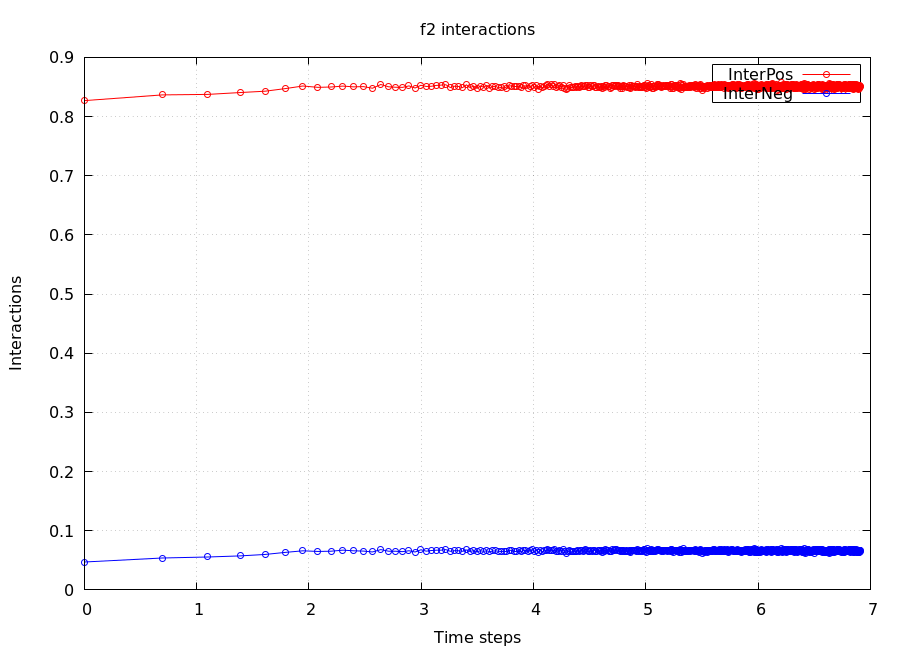 f2 interactions
0.9
0.8
0.7
0.6
0.5
0.4
0.3
0.2
0.1
0
InterPos
InterNeg
Interactions
0 1 2 3 4 5 6 7
Time steps